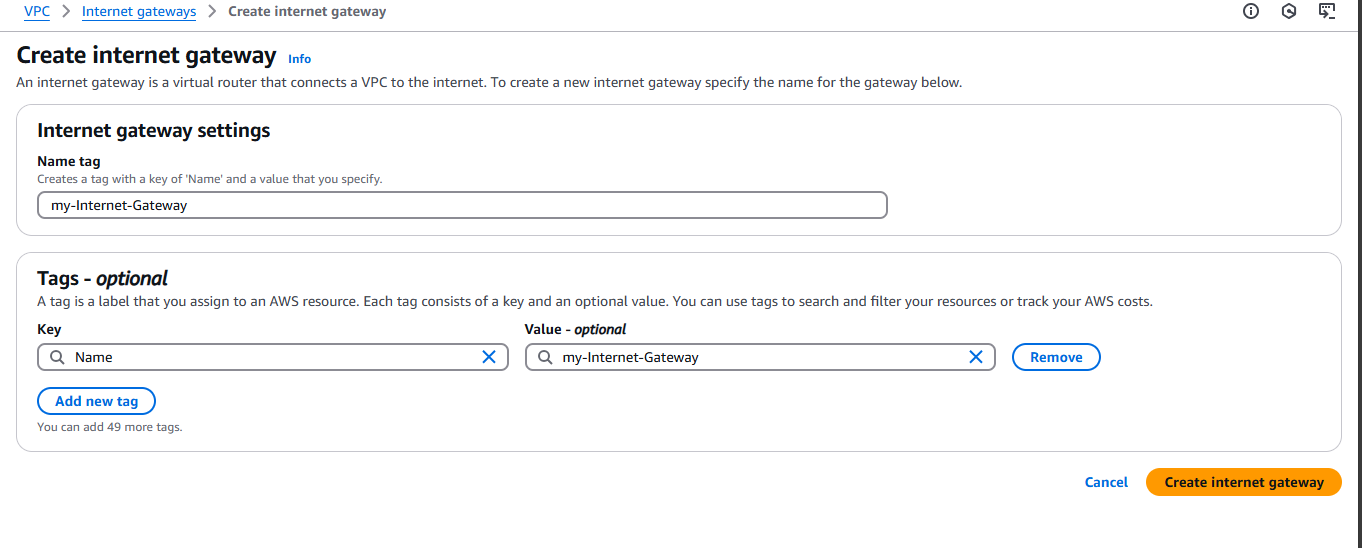 VPC > Internet gateways > Create internet gateway
Create internet gateway Info
An internet gateway is a virtual router that connects a VPC to the internet. To create a new internet gateway specify the name for the gateway below.
Internet gateway settings
Name tag
Creates a tag with a key of 'Name' and a value that you specify.
my-Internet-Gateway
Tags - optional
A tag is a label that you assign to an AWS resource. Each tag consists of a key and an optional value. You can use tags to search and filter your resources or track your AWS costs.
Key Value - optional
Name my-Internet-Gateway Remove
Add new tag
You can add 49 more tags.
Cancel Create internet gateway